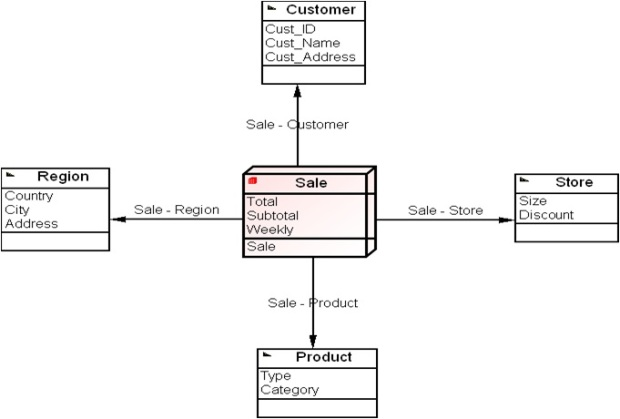 Customer
Cust_ID
Cust_Name
Cust_Address
Sale - Customer
Region
Country
City
Address
Sale - Region
Sale
Total
Subtotal
Weekly
Sale
Sale - Store
Store
Size
Discount
Sale - Product
Product
Type
Category